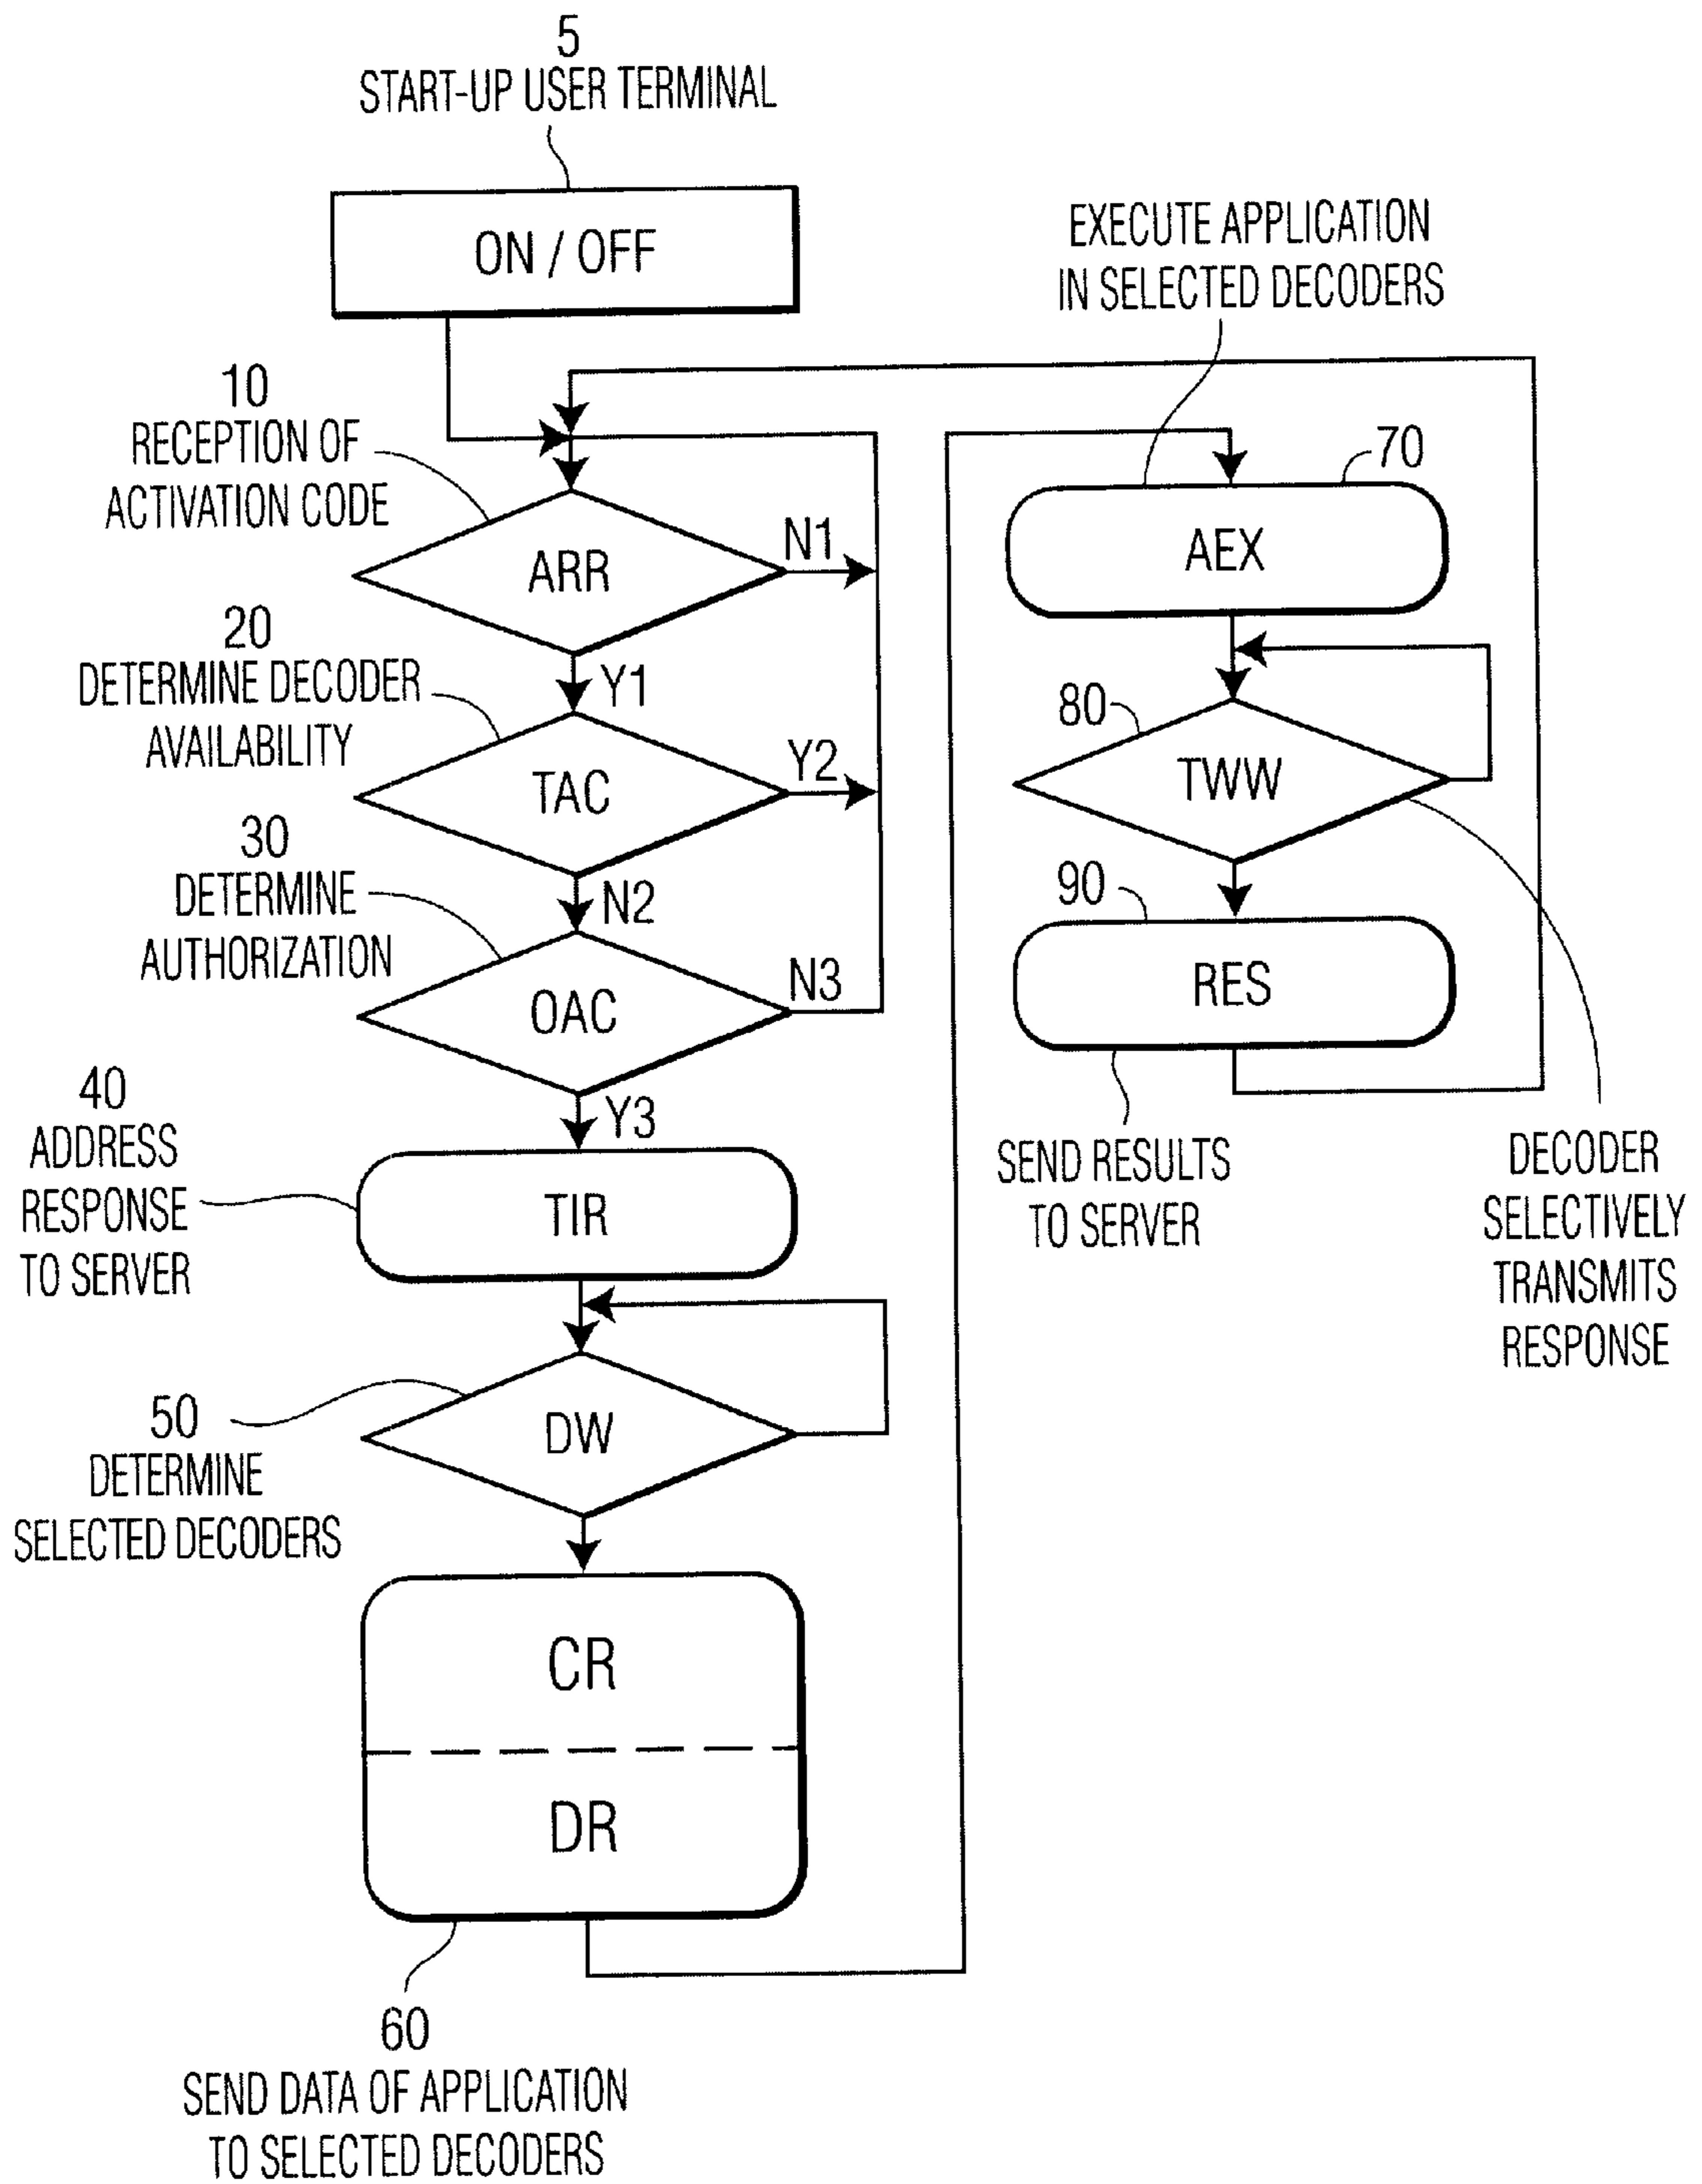 5
START-UP USER TERMINAL
ON / OFF
10
RECEPTION OF
ACTIVATION CODE
ARR
N1
Y1
20
DETERMINE DECODER
AVAILABILITY
TAC
Y2
N2
30
DETERMINE
AUTHORIZATION
OAC
N3
Y3
40
ADDRESS
RESPONSE
TO SERVER
TIR
50
DETERMINE
SELECTED DECODERS
DW
CR
DR
60
SEND DATA OF APPLICATION
TO SELECTED DECODERS
EXECUTE APPLICATION
IN SELECTED DECODERS
70
AEX
80
TWW
90
RES
SEND RESULTS
TO SERVER
DECODER
SELECTIVELY
TRANSMITS
RESPONSE